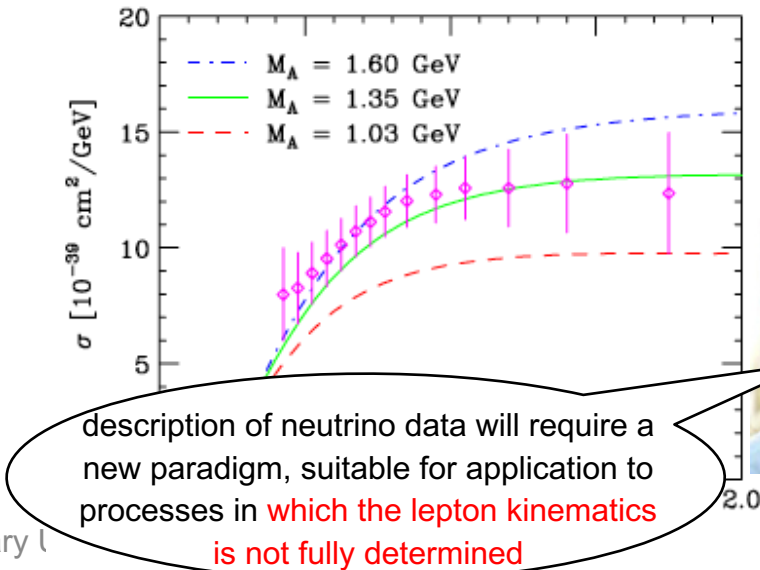 20
M_A = 1.60 GeV
M_A = 1.35 GeV
M_A = 1.03 GeV
15
10
5
σ [10⁻³⁹ cm²/GeV]
description of neutrino data will require a
new paradigm, suitable for application to
processes in which the lepton kinematics
is not fully determined
2.0
ary